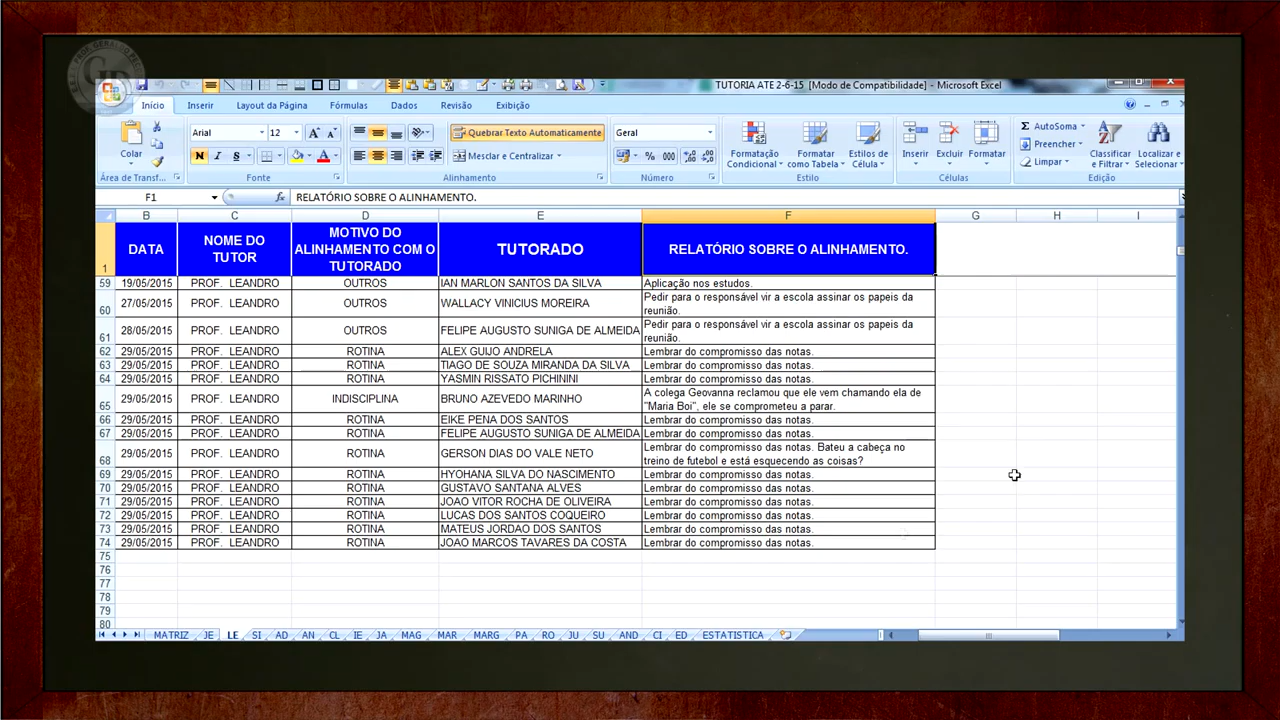 TUTORIA ATE 2-6-15 [Modo de Compatibilidade] - Microsoft Excel
Início Inserir Layout da Página Fórmulas Dados Revisão Exibição
Colar
Arial 12
N I S
Quebrar Texto Automaticamente
Mesclar e Centralizar
Geral
% 000
Formatação Condicional
Formatar como Tabela
Estilos de Célula
Inserir Excluir Formatar
AutoSoma
Preencher
Limpar
Classificar e Filtrar
Localizar e Selecionar
Área de Transf... Fonte Alinhamento Número Estilo Células Edição
F1 fx RELATÓRIO SOBRE O ALINHAMENTO.
B C D E F G H I
1 DATA NOME DO TUTOR MOTIVO DO ALINHAMENTO COM O TUTORADO TUTORADO RELATÓRIO SOBRE O ALINHAMENTO.
59 19/05/2015 PROF. LEANDRO OUTROS IAN MARLON SANTOS DA SILVA Aplicação nos estudos.
60 27/05/2015 PROF. LEANDRO OUTROS WALLACY VINICIUS MOREIRA Pedir para o responsável vir a escola assinar os papeis da reunião.
61 28/05/2015 PROF. LEANDRO OUTROS FELIPE AUGUSTO SUNIGA DE ALMEIDA Pedir para o responsável vir a escola assinar os papeis da reunião.
62 29/05/2015 PROF. LEANDRO ROTINA ALEX GUIJO ANDRELA Lembrar do compromisso das notas.
63 29/05/2015 PROF. LEANDRO ROTINA TIAGO DE SOUZA MIRANDA DA SILVA Lembrar do compromisso das notas.
64 29/05/2015 PROF. LEANDRO ROTINA YASMIN RISSATO PICHININI Lembrar do compromisso das notas.
65 29/05/2015 PROF. LEANDRO INDISCIPLINA BRUNO AZEVEDO MARINHO A colega Geovanna reclamou que ele vem chamando ela de "Maria Boi", ele se comprometeu a parar.
66 29/05/2015 PROF. LEANDRO ROTINA EIKE PENA DOS SANTOS Lembrar do compromisso das notas.
67 29/05/2015 PROF. LEANDRO ROTINA FELIPE AUGUSTO SUNIGA DE ALMEIDA Lembrar do compromisso das notas.
68 29/05/2015 PROF. LEANDRO ROTINA GERSON DIAS DO VALE NETO Lembrar do compromisso das notas. Bateu a cabeça no treino de futebol e está esquecendo as coisas?
69 29/05/2015 PROF. LEANDRO ROTINA HYOHANA SILVA DO NASCIMENTO Lembrar do compromisso das notas.
70 29/05/2015 PROF. LEANDRO ROTINA GUSTAVO SANTANA ALVES Lembrar do compromisso das notas.
71 29/05/2015 PROF. LEANDRO ROTINA JOAO VITOR ROCHA DE OLIVEIRA Lembrar do compromisso das notas.
72 29/05/2015 PROF. LEANDRO ROTINA LUCAS DOS SANTOS COQUEIRO Lembrar do compromisso das notas.
73 29/05/2015 PROF. LEANDRO ROTINA MATEUS JORDAO DOS SANTOS Lembrar do compromisso das notas.
74 29/05/2015 PROF. LEANDRO ROTINA JOAO MARCOS TAVARES DA COSTA Lembrar do compromisso das notas.
75
76
77
78
79
80
MATRIZ JE LE SI AD AN CL IE JA MAG MAR MARG PA RO JU SU AND CI ED ESTATISTICA